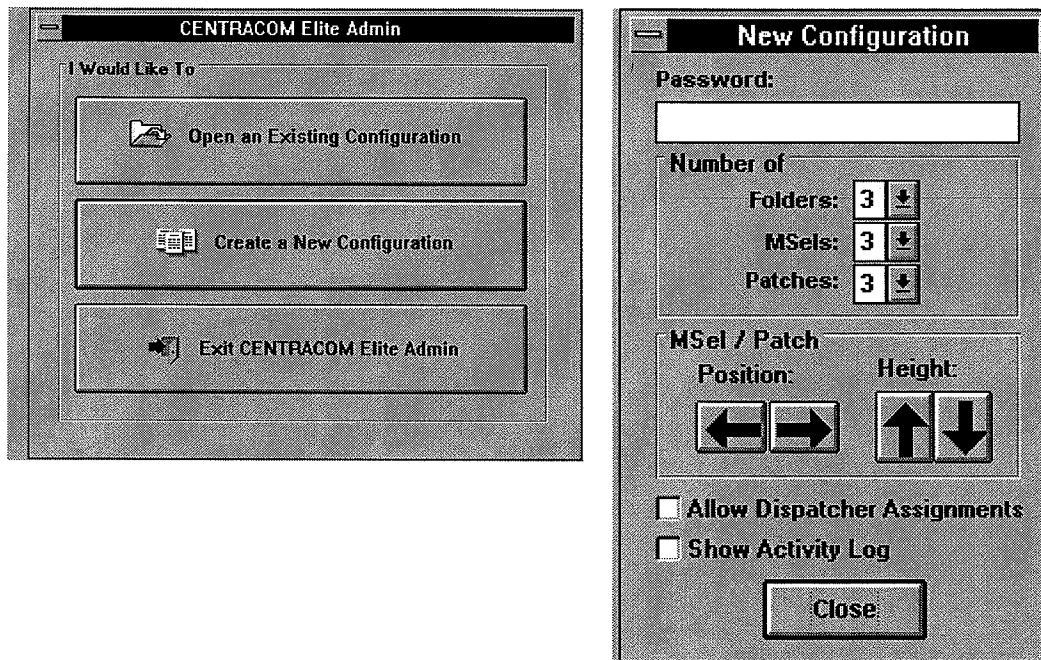 CENTRACOM Elite Admin
I Would Like To
Open an Existing Configuration
Create a New Configuration
Exit CENTRACOM Elite Admin
New Configuration
Password:
Number of
Folders: 3
MSels: 3
Patches: 3
MSel / Patch
Position: Height:
Allow Dispatcher Assignments
Show Activity Log
Close